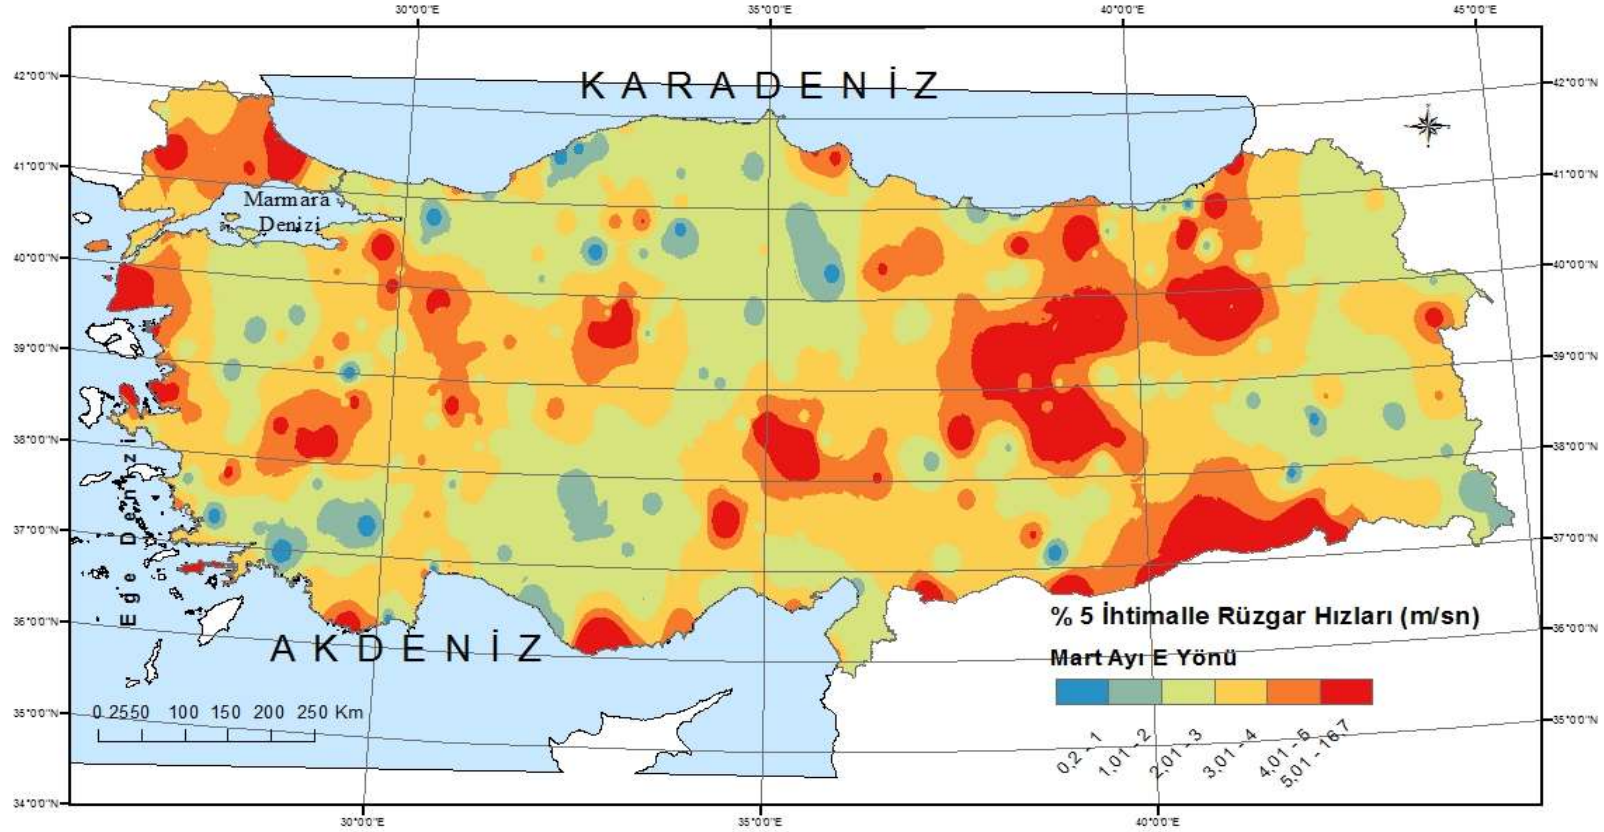 30°0'0"E 35°0'0"E 40°0'0"E 45°0'0"E
42°0'0"N
42°0'0"N
41°0'0"N
41°0'0"N
40°0'0"N
40°0'0"N
39°0'0"N
39°0'0"N
38°0'0"N
38°0'0"N
37°0'0"N
37°0'0"N
36°0'0"N
36°0'0"N
35°0'0"N
35°0'0"N
34°0'0"N
KARADENİZ
Marmara
Denizi
Ege Denizi
AKDENİZ
% 5 İhtimalle Rüzgar Hızları (m/sn)
Mart Ayı E Yönü
0,2 - 1
1,01 - 2
2,01 - 3
3,01 - 4
4,01 - 5
5,01 - 16,7
0 2550 100 150 200 250 Km
30°0'0"E 35°0'0"E 40°0'0"E